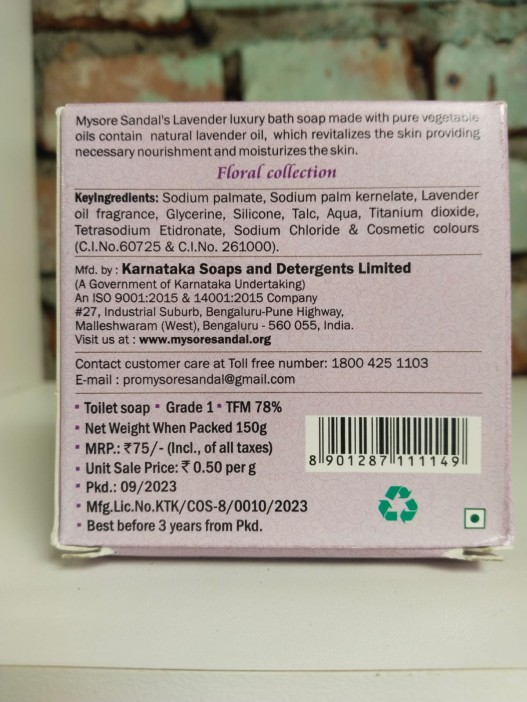 Mysore Sandal's Lavender luxury bath soap made with pure vegetable
oils contain natural lavender oil, which revitalizes the skin providing
necessary nourishment and moisturizes the skin.
Floral collection
KeyIngredients: Sodium palmate, Sodium palm kernelate, Lavender
oil fragrance, Glycerine, Silicone, Talc, Aqua, Titanium dioxide,
Tetrasodium Etidronate, Sodium Chloride & Cosmetic colours
(C.I.No.60725 & C.I.No. 261000).
Mfd. by : Karnataka Soaps and Detergents Limited
(A Government of Karnataka Undertaking)
An ISO 9001:2015 & 14001:2015 Company
#27, Industrial Suburb, Bengaluru-Pune Highway,
Malleshwaram (West), Bengaluru - 560 055, India.
Visit us at : www.mysoresandal.org
Contact customer care at Toll free number: 1800 425 1103
E-mail : promysoresandal@gmail.com
▪ Toilet soap ▪ Grade 1 ▪ TFM 78%
▪ Net Weight When Packed 150g
▪ MRP.: ₹75/- (Incl., of all taxes)
▪ Unit Sale Price: ₹ 0.50 per g
▪ Pkd.: 09/2023
▪ Mfg.Lic.No.KTK/COS-8/0010/2023
▪ Best before 3 years from Pkd.
8 901287 111149